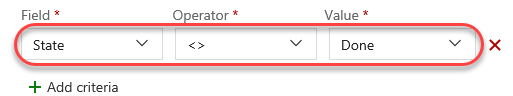 Field * Operator * Value *
State <> Done
+ Add criteria